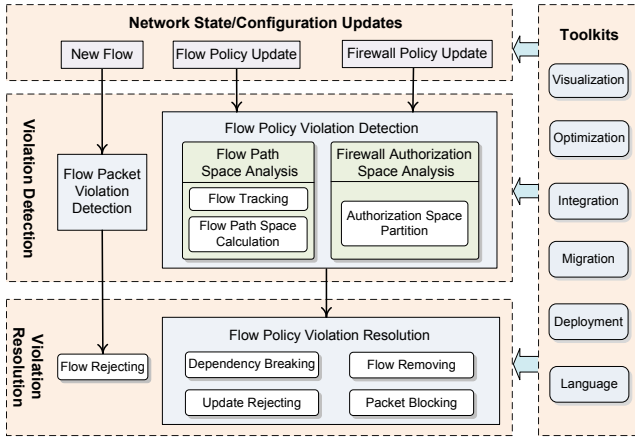 Network State/Configuration Updates
New Flow
Flow Policy Update
Firewall Policy Update
Violation Detection
Flow Packet
Violation
Detection
Flow Policy Violation Detection
Flow Path
Space Analysis
Flow Tracking
Flow Path Space
Calculation
Firewall Authorization
Space Analysis
Authorization Space
Partition
Violation
Resolution
Flow Rejecting
Flow Policy Violation Resolution
Dependency Breaking
Flow Removing
Update Rejecting
Packet Blocking
Toolkits
Visualization
Optimization
Integration
Migration
Deployment
Language